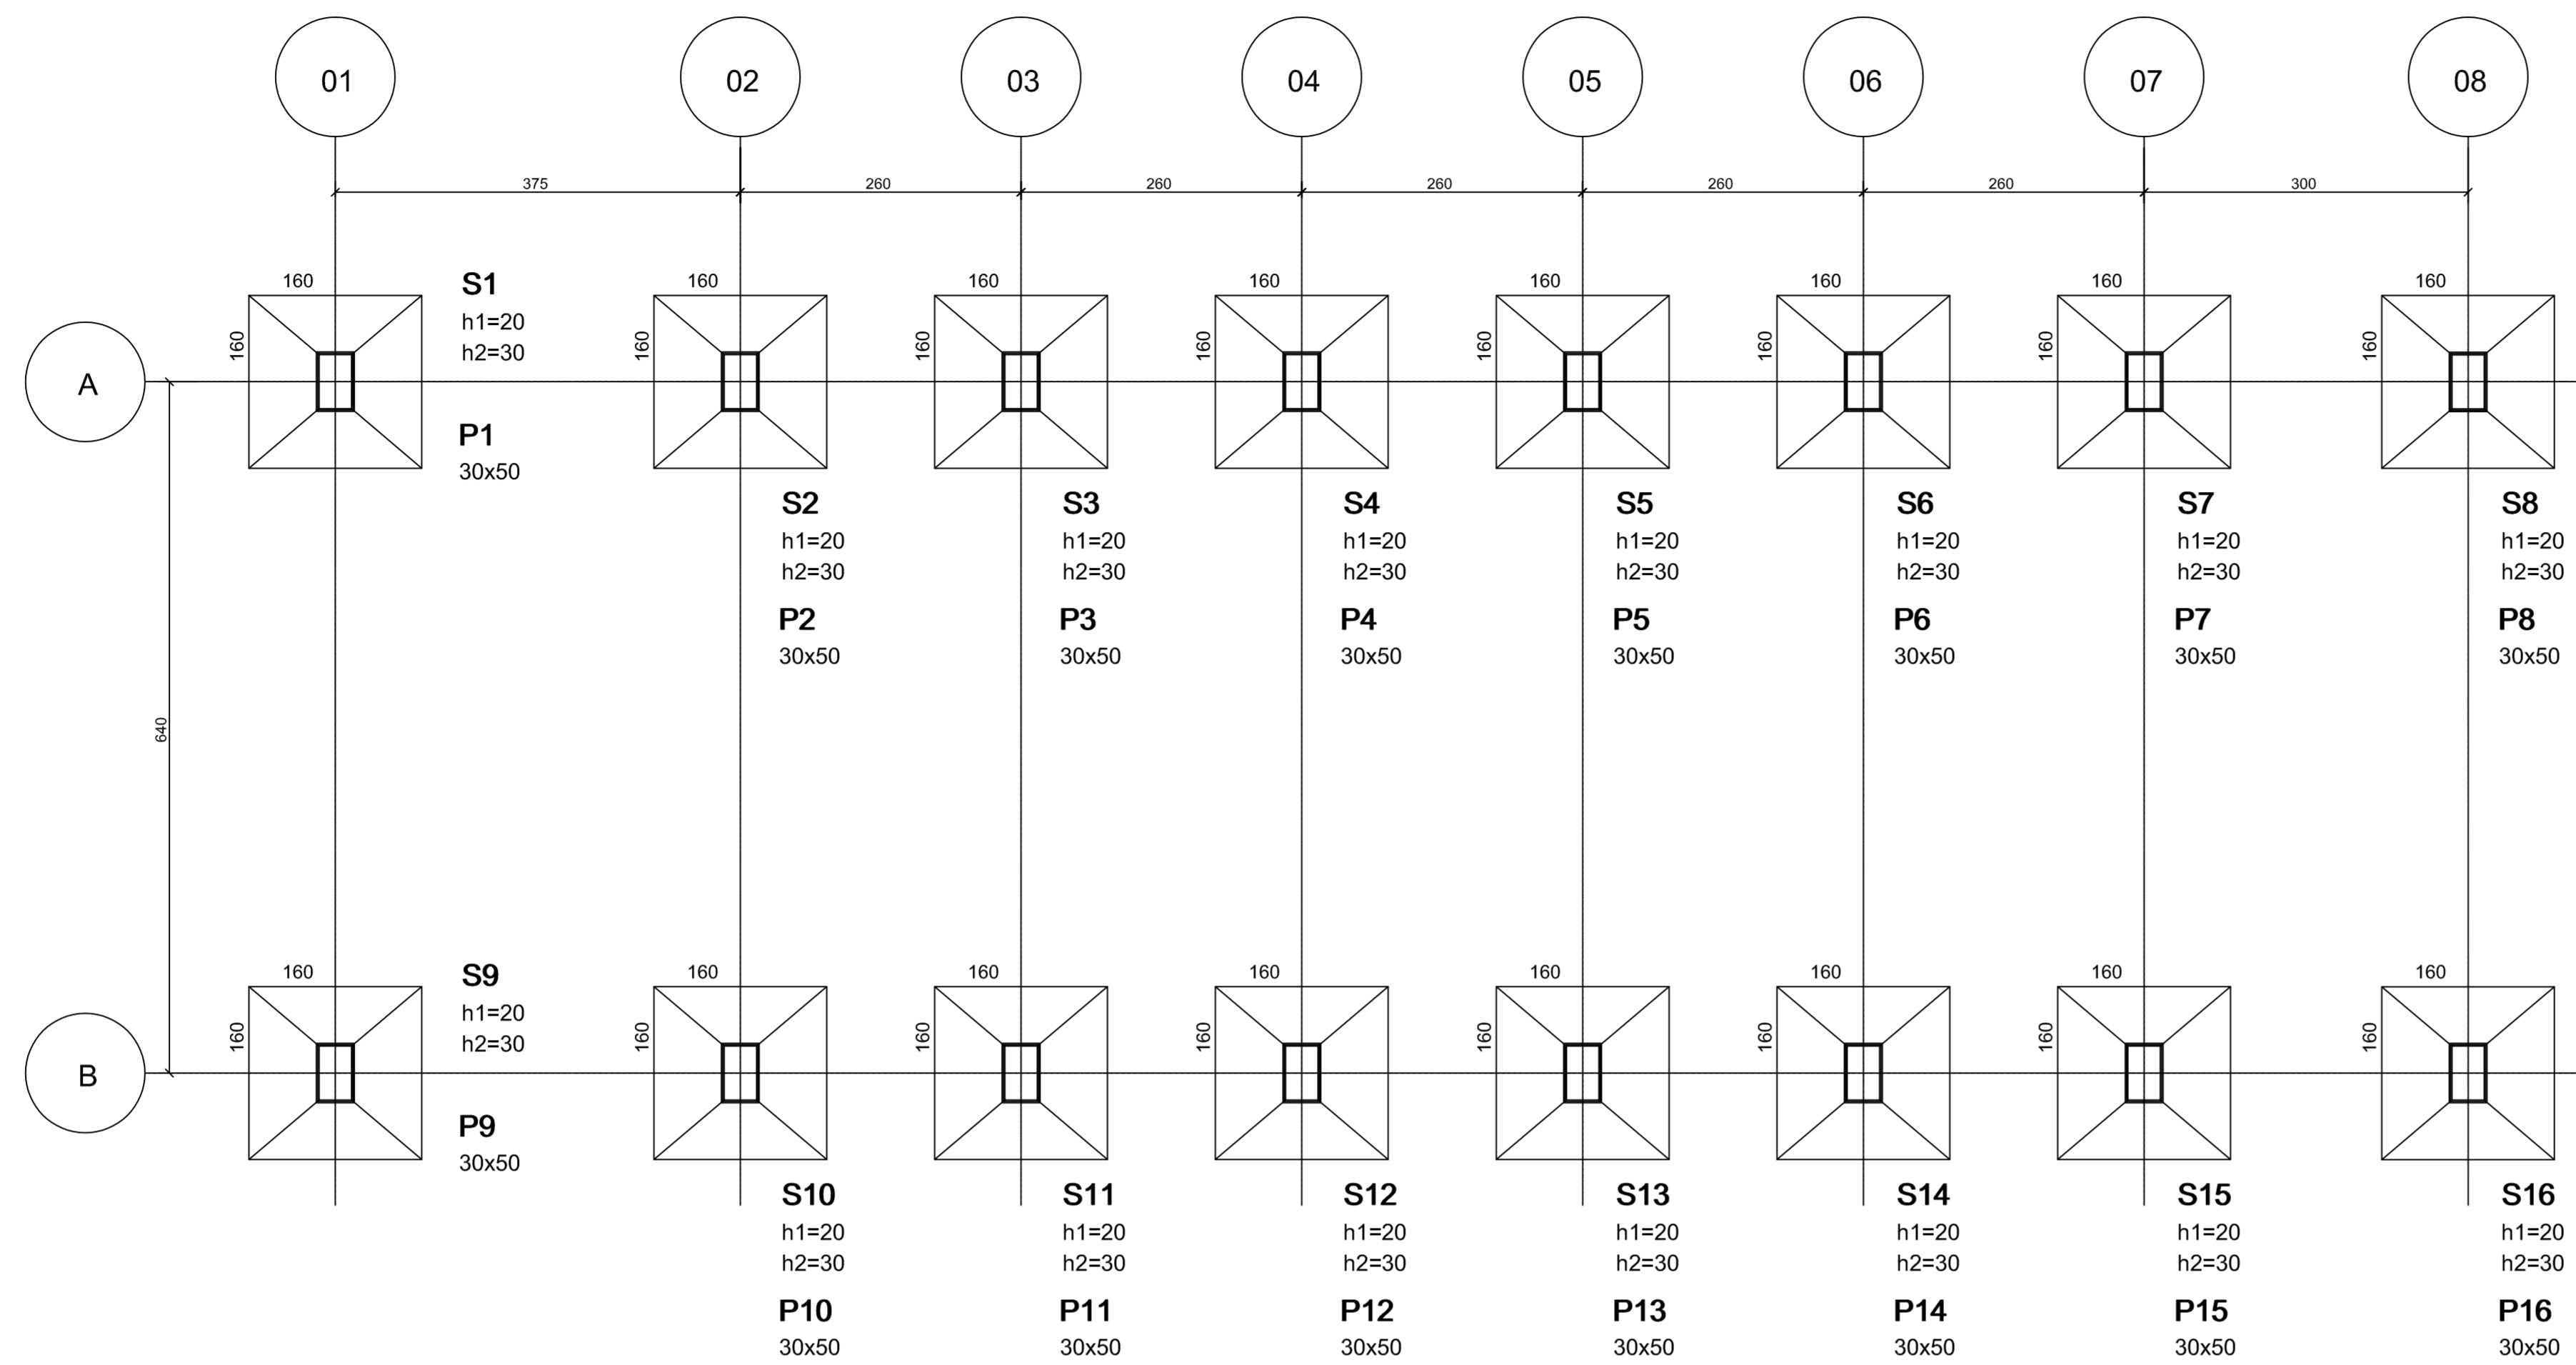 01 02 03 04 05 06 07 08
375 260 260 260 260 260 300
160 160 160 160 160 160 160 160
160 160 160 160 160 160 160 160
S1
h1=20
h2=30
A
P1
30x50
S2 S3 S4 S5 S6 S7 S8
h1=20 h1=20 h1=20 h1=20 h1=20 h1=20 h1=20
h2=30 h2=30 h2=30 h2=30 h2=30 h2=30 h2=30
P2 P3 P4 P5 P6 P7 P8
30x50 30x50 30x50 30x50 30x50 30x50 30x50
640
160 160 160 160 160 160 160 160
160 160 160 160 160 160 160 160
S9
h1=20
h2=30
B
P9
30x50
S10 S11 S12 S13 S14 S15 S16
h1=20 h1=20 h1=20 h1=20 h1=20 h1=20 h1=20
h2=30 h2=30 h2=30 h2=30 h2=30 h2=30 h2=30
P10 P11 P12 P13 P14 P15 P16
30x50 30x50 30x50 30x50 30x50 30x50 30x50